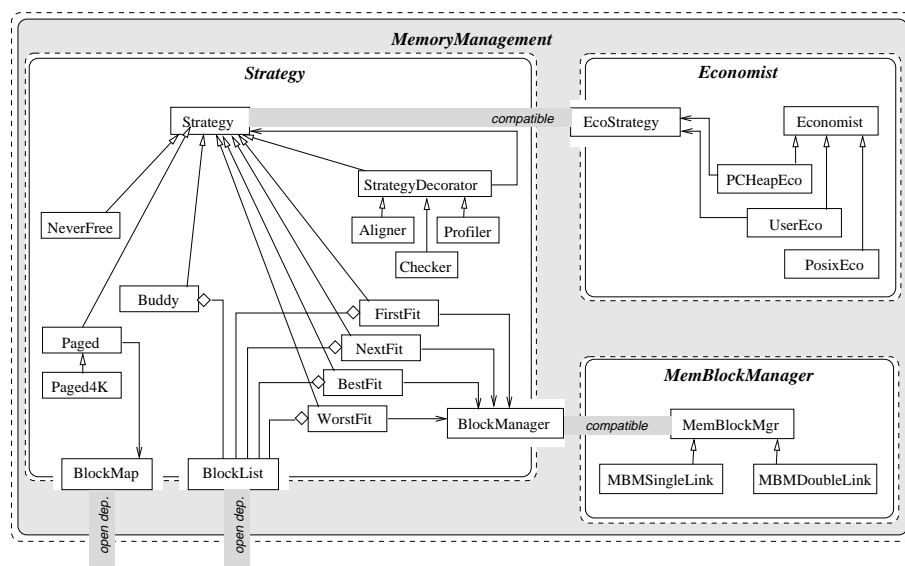 MemoryManagement
Strategy
Economist
Strategy
compatible
EcoStrategy
Economist
StrategyDecorator
PCHeapEco
NeverFree
Aligner
Profiler
UserEco
Checker
PosixEco
Buddy
FirstFit
Paged
NextFit
Paged4K
BestFit
MemBlockManager
WorstFit
BlockManager
compatible
MemBlockMgr
BlockMap
BlockList
MBMSingleLink
MBMDoubleLink
open dep.
open dep.